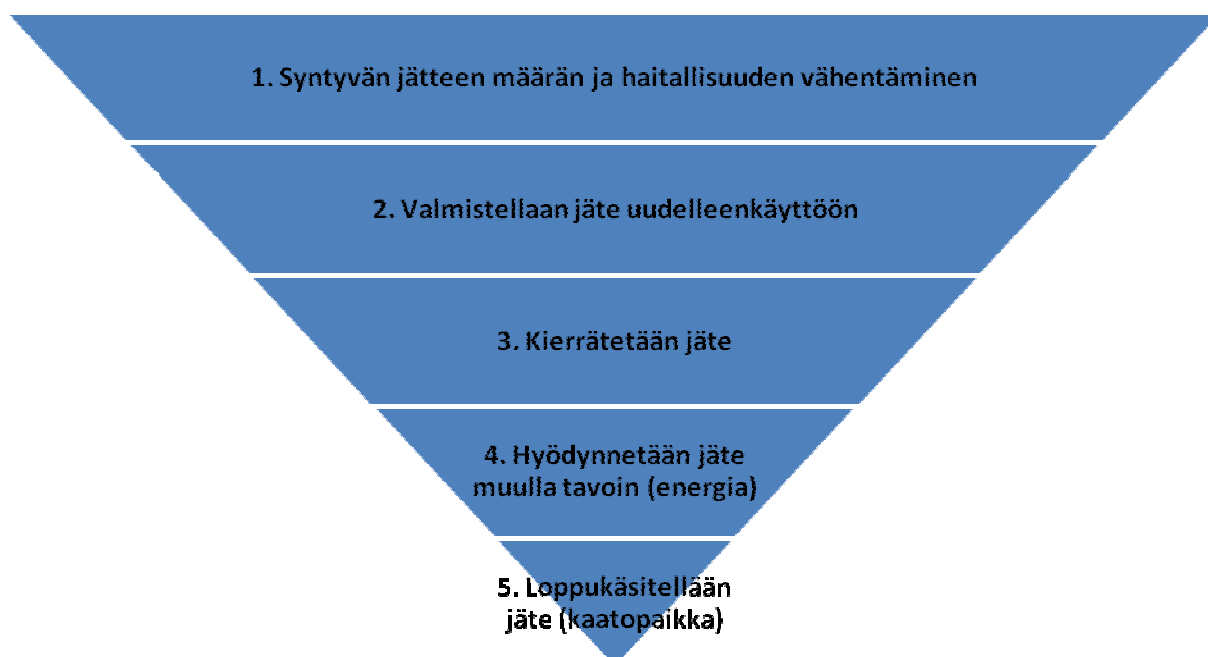 1. Syntyvän jätteen määrän ja haitallisuuden vähentäminen
2. Valmistellaan jäte uudelleenkäyttöön
3. Kierrätetään jäte
4. Hyödynnetään jäte
muulla tavoin (energia)
5. Loppukäsitellään
jäte (kaatopaikka)